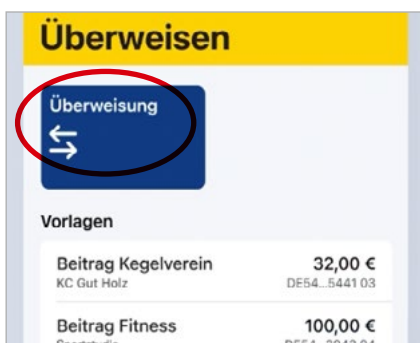 Überweisen
Überweisung
Vorlagen
Beitrag Kegelverein 32,00 €
KC Gut Holz DE54...5441 03
Beitrag Fitness 100,00 €